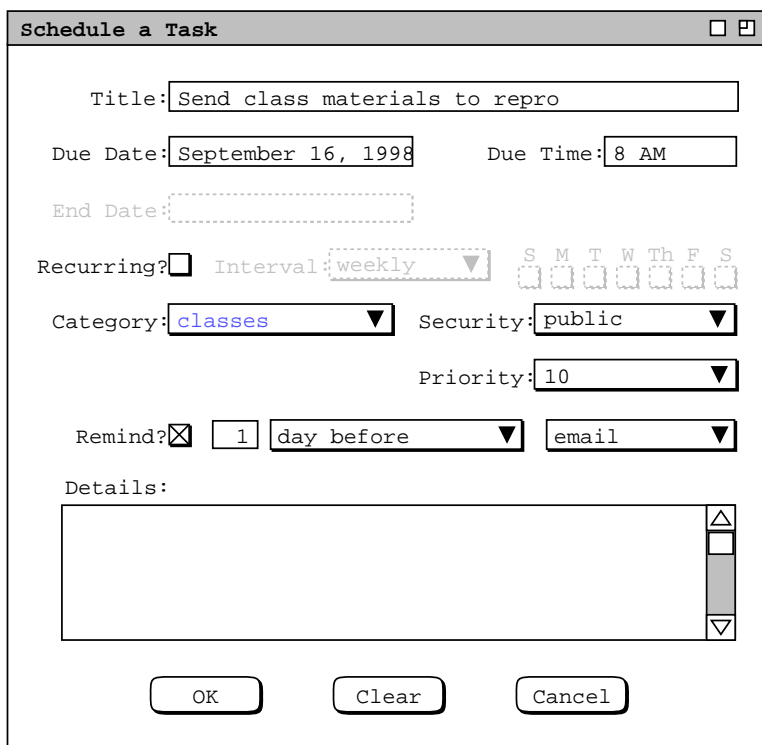 Schedule a Task
Title: Send class materials to repro
Due Date: September 16, 1998 Due Time: 8 AM
End Date:
S M T W Th F S
Recurring? Interval: weekly
Category: classes Security: public
Priority: 10
Remind? 1 day before email
Details:
OK Clear Cancel